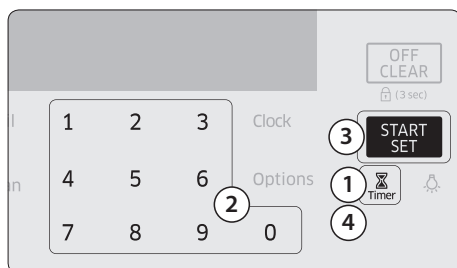 OFF
CLEAR
(3 sec)
1 2 3 Clock
3 START
SET
4 5 6 Options
1 Timer
2
4
7 8 9 0